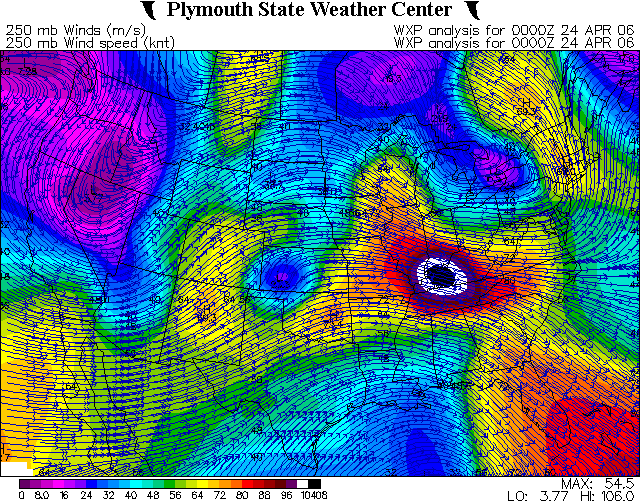 Plymouth State Weather Center
250 mb Winds (m/s) WXP analysis for 0000Z 24 APR 06
250 mb Wind speed (knt) WXP analysis for 0000Z 24 APR 06
0 8.0 16 24 32 40 48 56 64 72 80 88 96 10408
MAX: 54.5
LO: 3.77 HI: 106.0